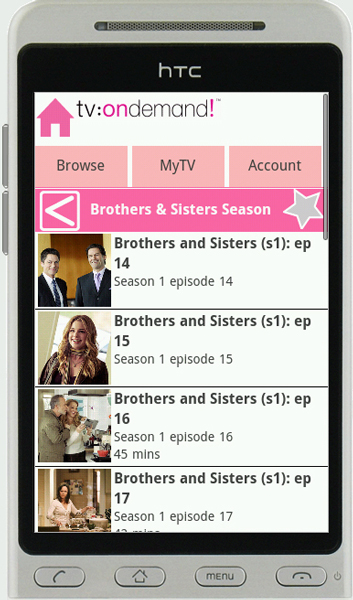 hTC
tv:ondemand!™
Browse
MyTV
Account
Brothers & Sisters Season
Brothers and Sisters (s1): ep
14
Season 1 episode 14
Brothers and Sisters (s1): ep
15
Season 1 episode 15
Brothers and Sisters (s1): ep
16
Season 1 episode 16
45 mins
Brothers and Sisters (s1): ep
17
Season 1 episode 17
MENU